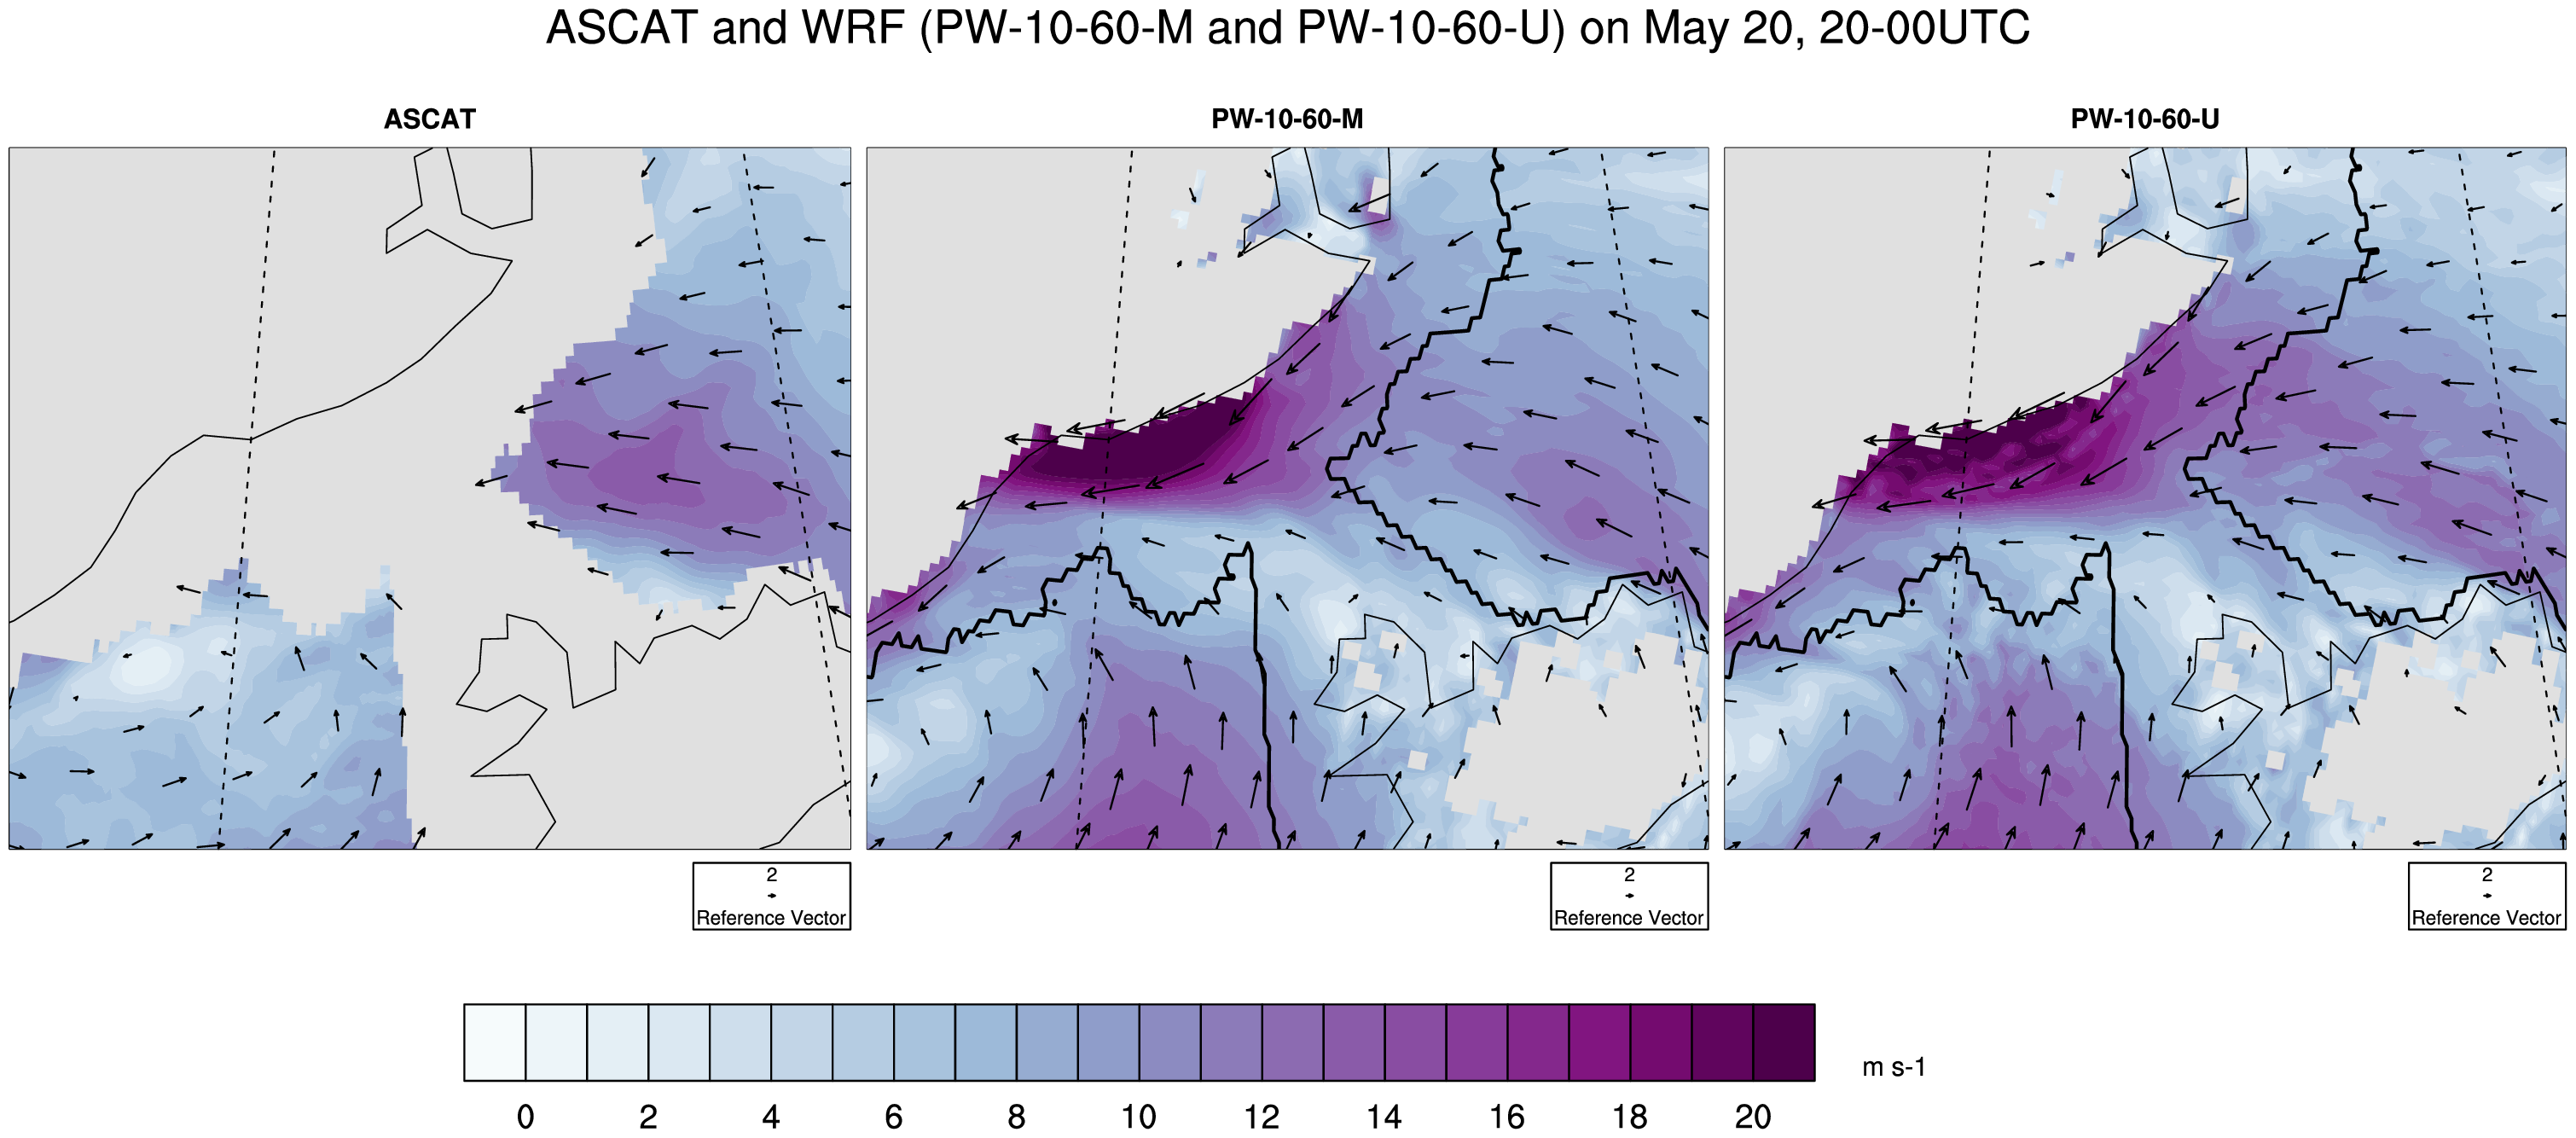 ASCAT and WRF (PW-10-60-M and PW-10-60-U) on May 20, 20-00UTC
ASCAT
PW-10-60-M
PW-10-60-U
2
Reference Vector
2
Reference Vector
2
Reference Vector
m s-1
0 2 4 6 8 10 12 14 16 18 20